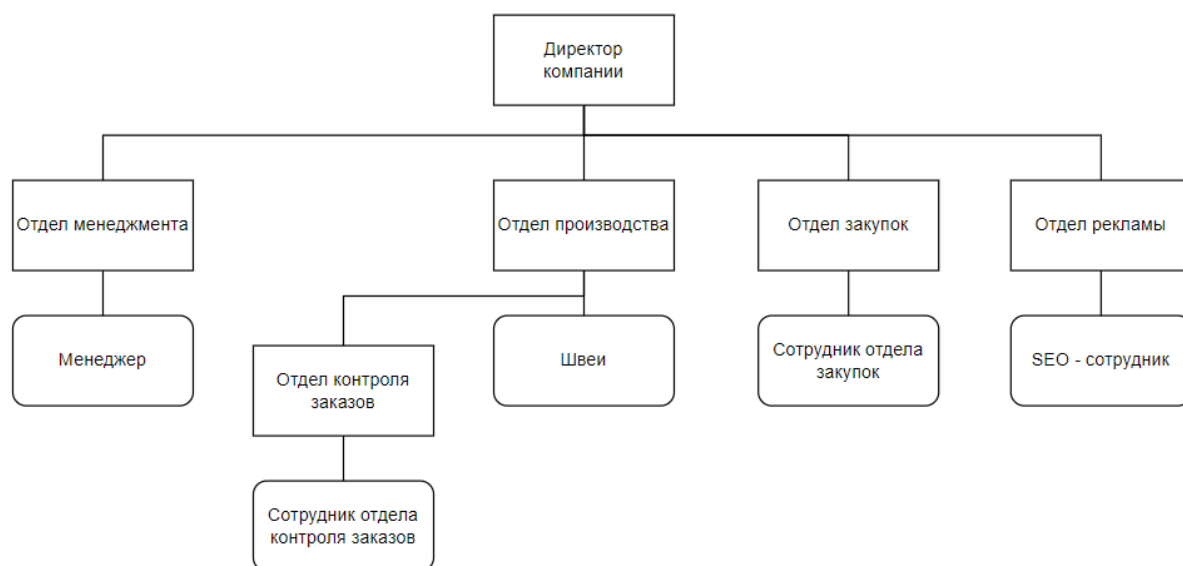 Директор
компании
Отдел менеджмента
Отдел производства
Отдел закупок
Отдел рекламы
Менеджер
Швеи
Сотрудник отдела
закупок
SEO - сотрудник
Отдел контроля
заказов
Сотрудник отдела
контроля заказов